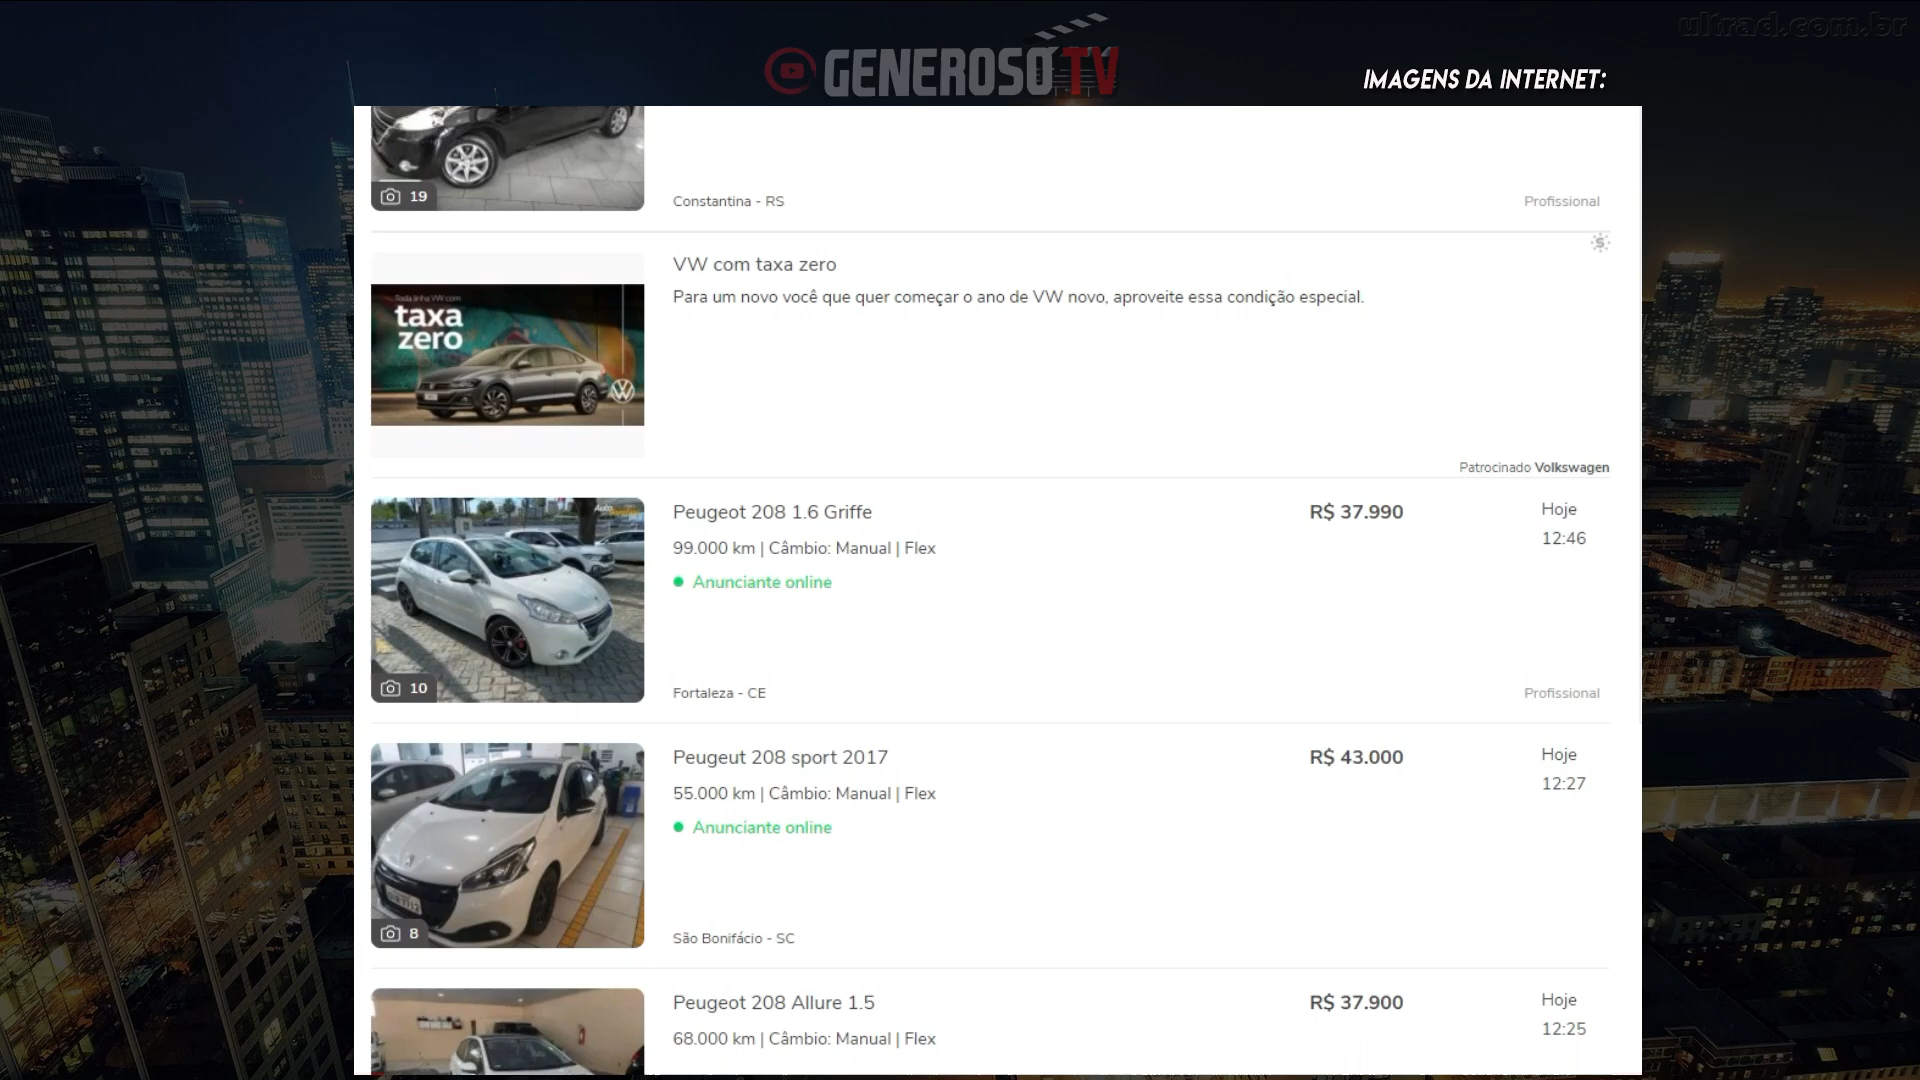 ultrad.com.br
GENEROSO TV
IMAGENS DA INTERNET:
19
Constantina - RS
Profissional
VW com taxa zero
Para um novo você que quer começar o ano de VW novo, aproveite essa condição especial.
Toda linha VW com
taxa
zero
Patrocinado Volkswagen
Peugeot 208 1.6 Griffe
R$ 37.990
Hoje
12:46
99.000 km | Câmbio: Manual | Flex
Anunciante online
10
Fortaleza - CE
Profissional
Peugeut 208 sport 2017
R$ 43.000
Hoje
12:27
55.000 km | Câmbio: Manual | Flex
Anunciante online
8
São Bonifácio - SC
Peugeot 208 Allure 1.5
R$ 37.900
Hoje
12:25
68.000 km | Câmbio: Manual | Flex